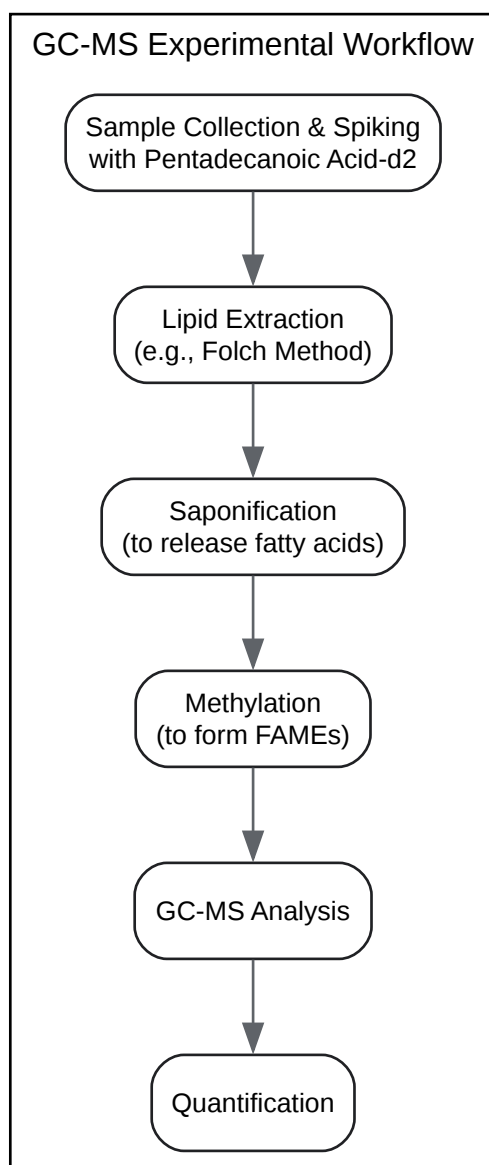 GC-MS Experimental Workflow
Sample Collection & Spiking
with Pentadecanoic Acid-d2
Lipid Extraction
(e.g., Folch Method)
Saponification
(to release fatty acids)
Methylation
(to form FAMEs)
GC-MS Analysis
Quantification